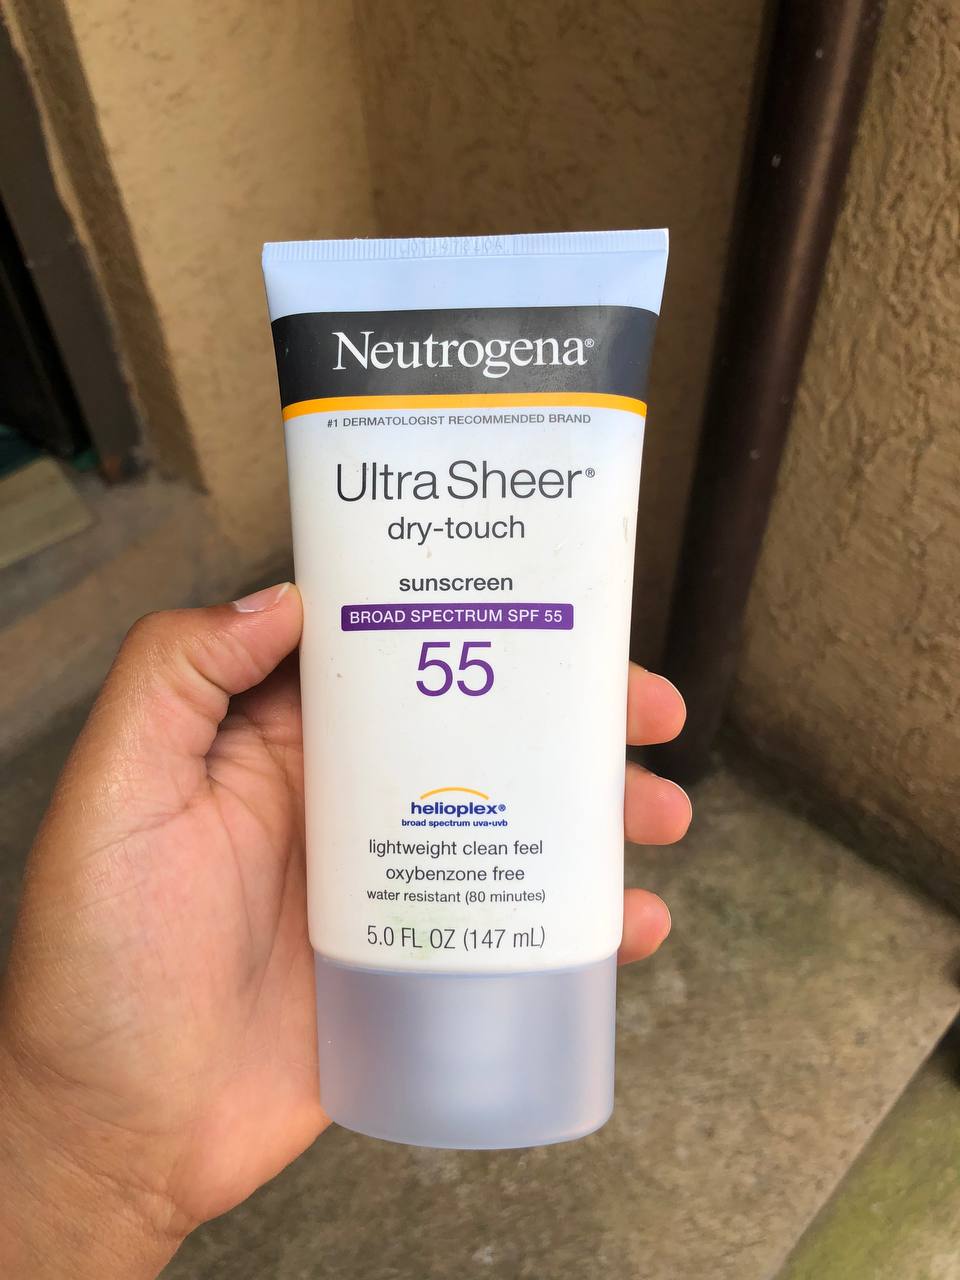 Neutrogena®
#1 DERMATOLOGIST RECOMMENDED BRAND
Ultra Sheer®
dry-touch
sunscreen
BROAD SPECTRUM SPF 55
55
helioplex®
broad spectrum uva•uvb
lightweight clean feel
oxybenzone free
water resistant (80 minutes)
5.0 FL OZ (147 mL)